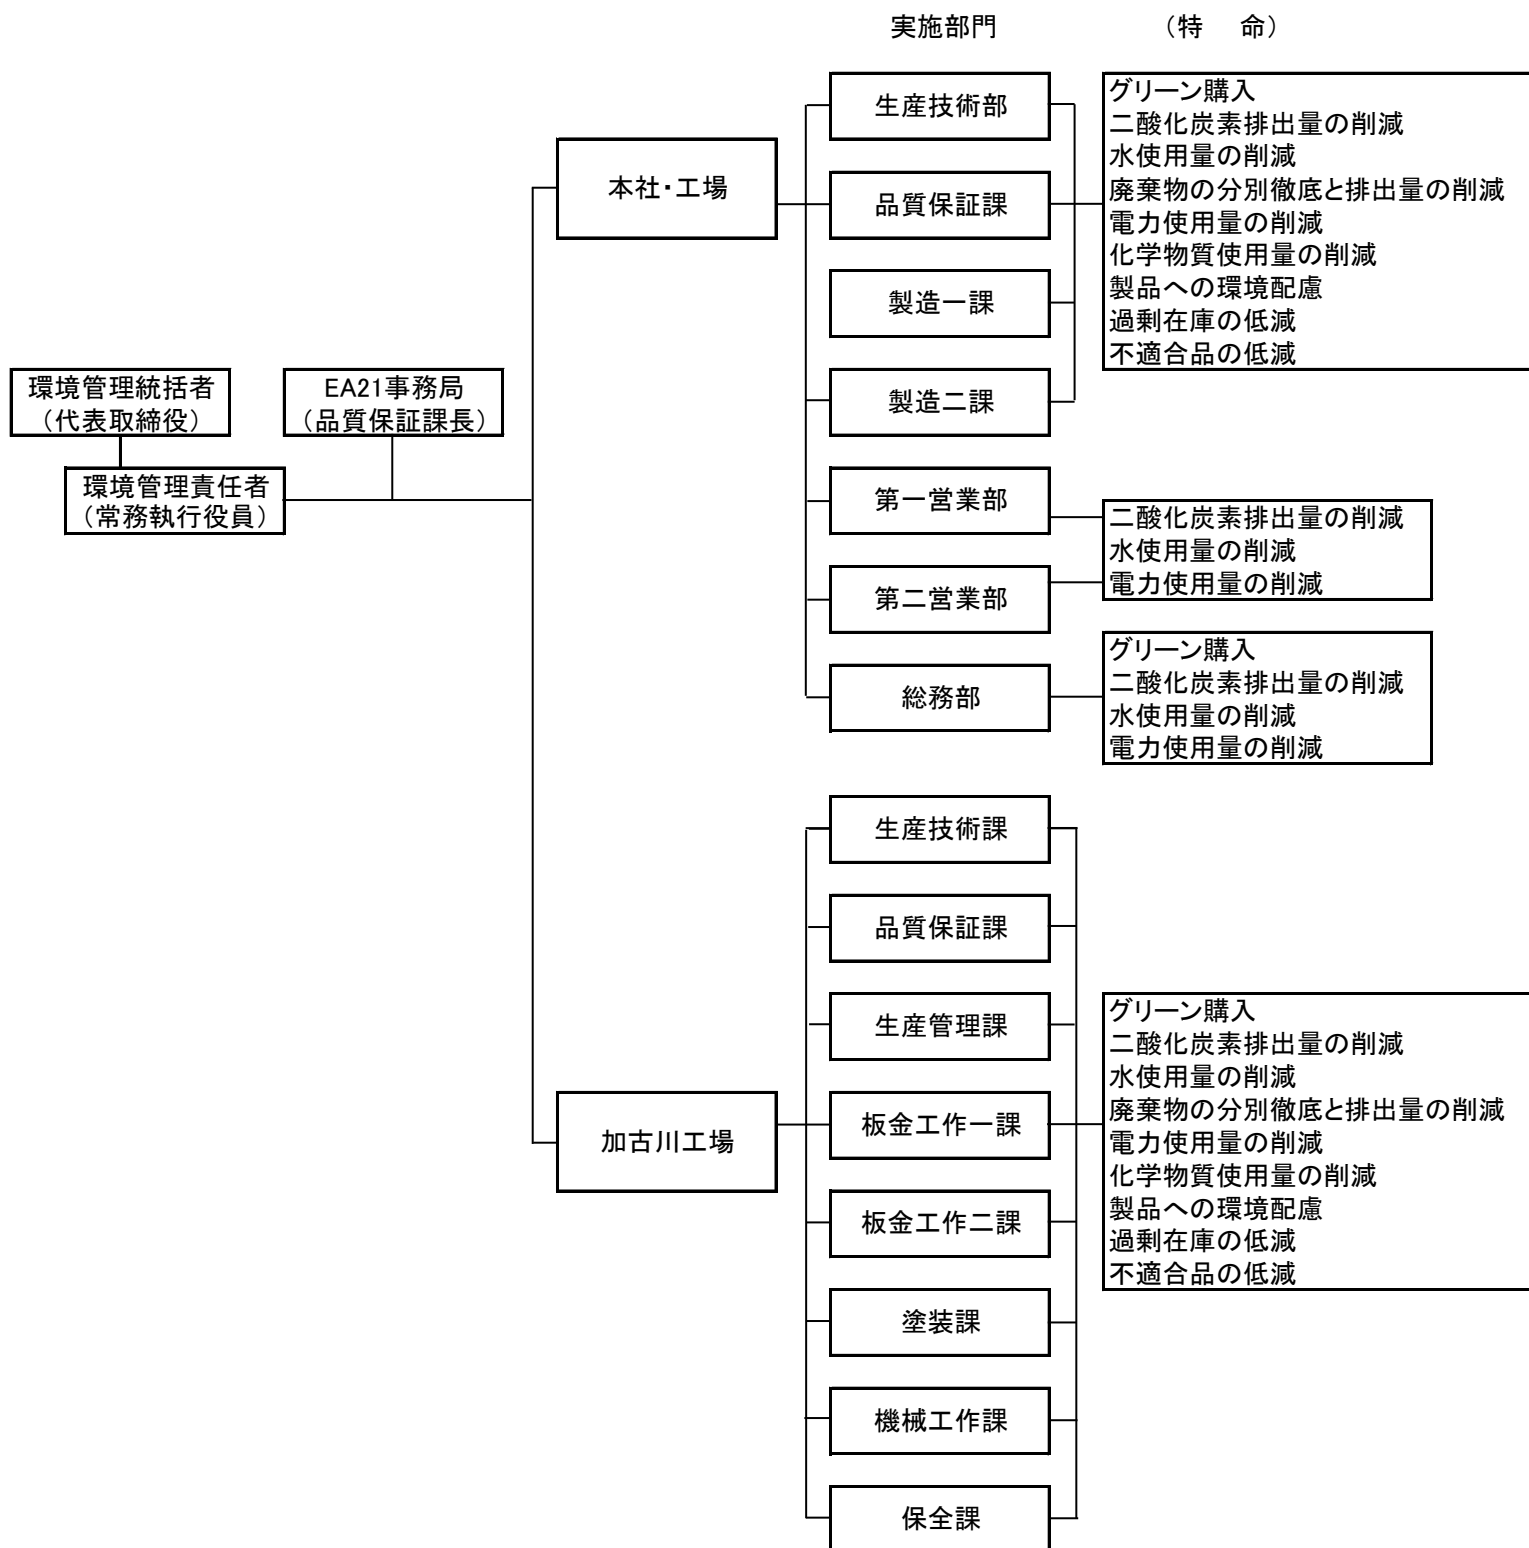 実施部門
（特　命）
環境管理統括者
（代表取締役）
EA21事務局
（品質保証課長）
環境管理責任者
（常務執行役員）
本社・工場
生産技術部
品質保証課
製造一課
製造二課
第一営業部
第二営業部
総務部
グリーン購入
二酸化炭素排出量の削減
水使用量の削減
廃棄物の分別徹底と排出量の削減
電力使用量の削減
化学物質使用量の削減
製品への環境配慮
過剰在庫の低減
不適合品の低減
二酸化炭素排出量の削減
水使用量の削減
電力使用量の削減
グリーン購入
二酸化炭素排出量の削減
水使用量の削減
電力使用量の削減
加古川工場
生産技術課
品質保証課
生産管理課
板金工作一課
板金工作二課
塗装課
機械工作課
保全課
グリーン購入
二酸化炭素排出量の削減
水使用量の削減
廃棄物の分別徹底と排出量の削減
電力使用量の削減
化学物質使用量の削減
製品への環境配慮
過剰在庫の低減
不適合品の低減